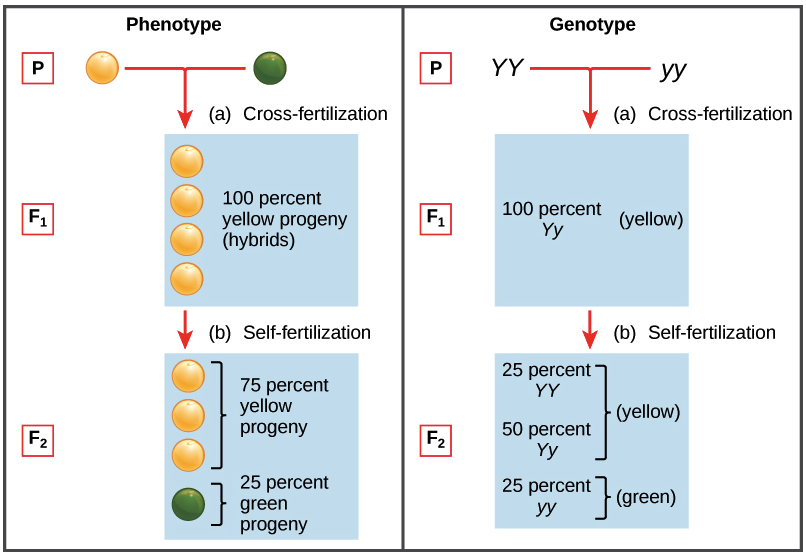 Phenotype
P
(a) Cross-fertilization
F1
100 percent
yellow progeny
(hybrids)
(b) Self-fertilization
F2
75 percent
yellow
progeny
25 percent
green
progeny
Genotype
P
YY
yy
(a) Cross-fertilization
F1
100 percent
Yy
(yellow)
(b) Self-fertilization
F2
25 percent
YY
50 percent
Yy
(yellow)
25 percent
yy
(green)